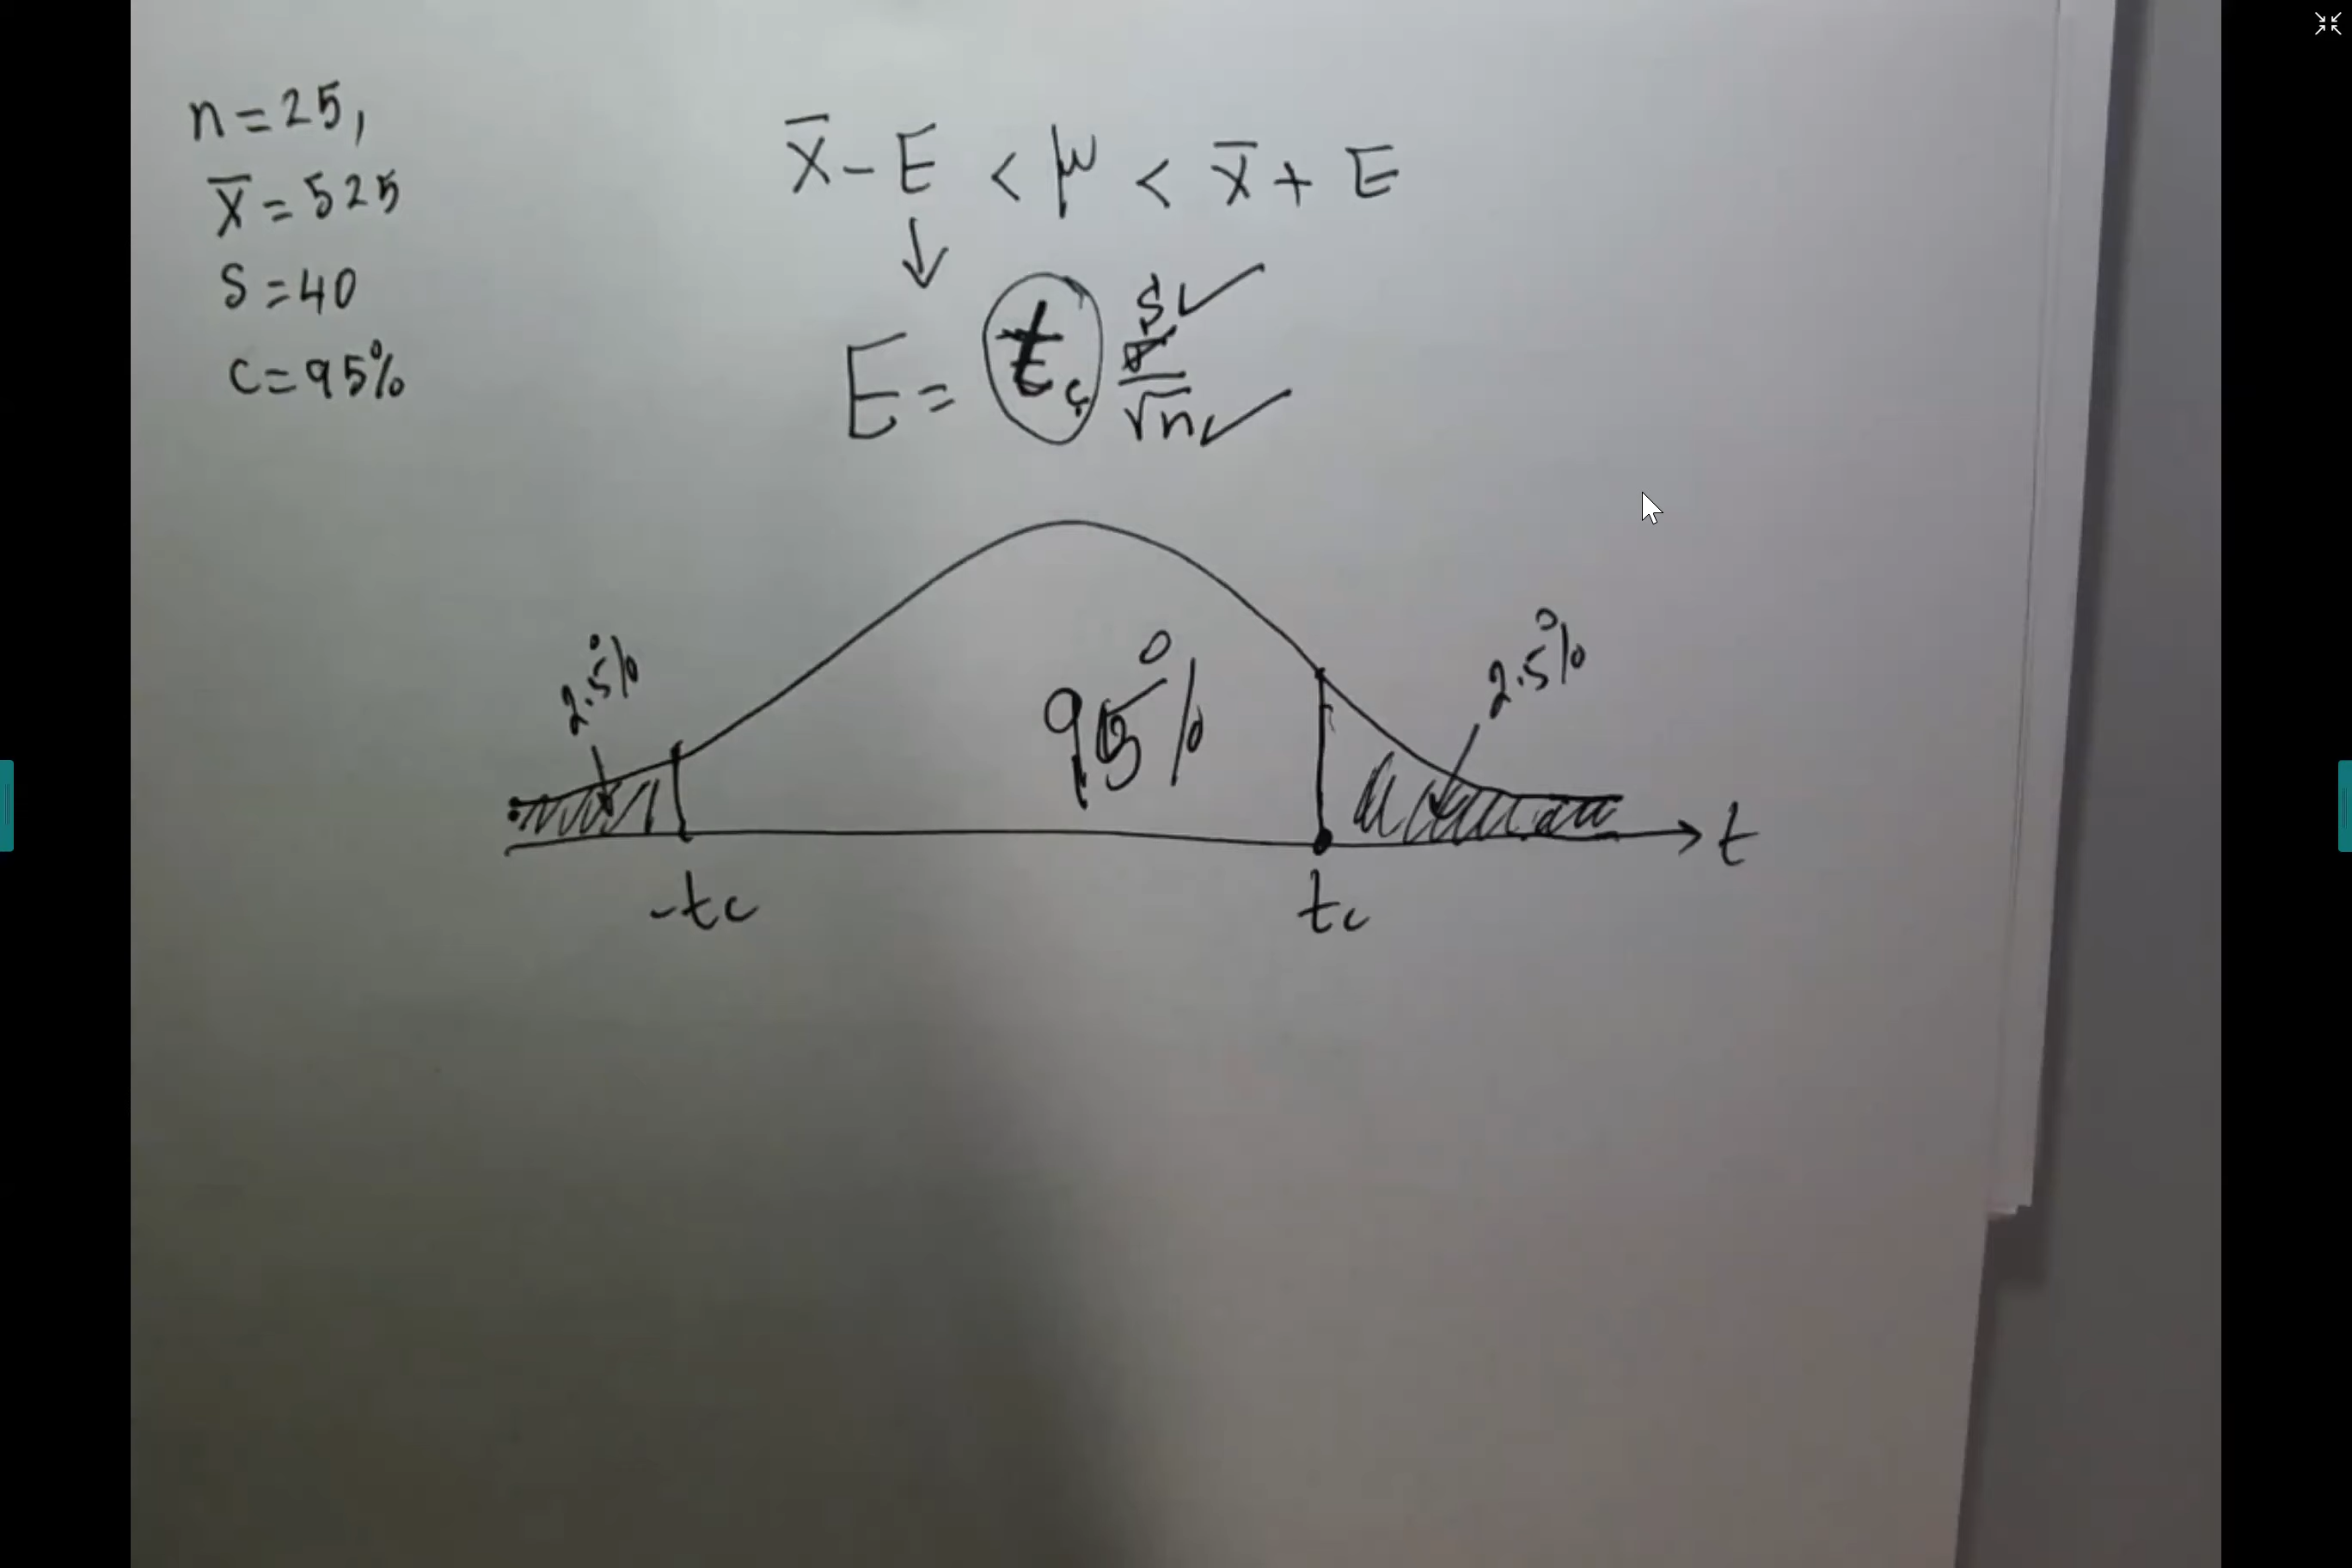 n=25,
x̄=525
S=40
c=95%
x̄-E < μ < x̄+E
↓
E= tc S/√n
2.5%
95%
2.5%
-tc
tc
t